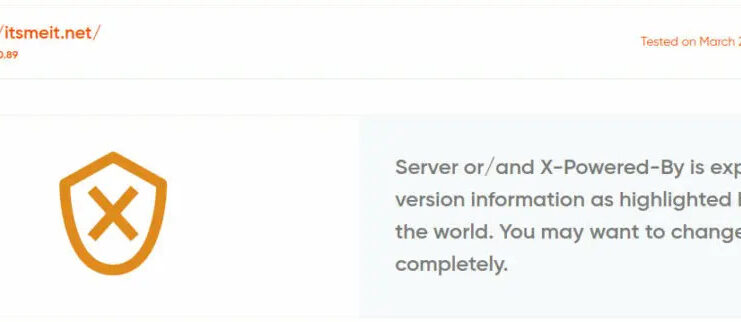 /itsmeit.net/
0.89
Tested on March 2
Server or/and X-Powered-By is exp
version information as highlighted
the world. You may want to change
completely.